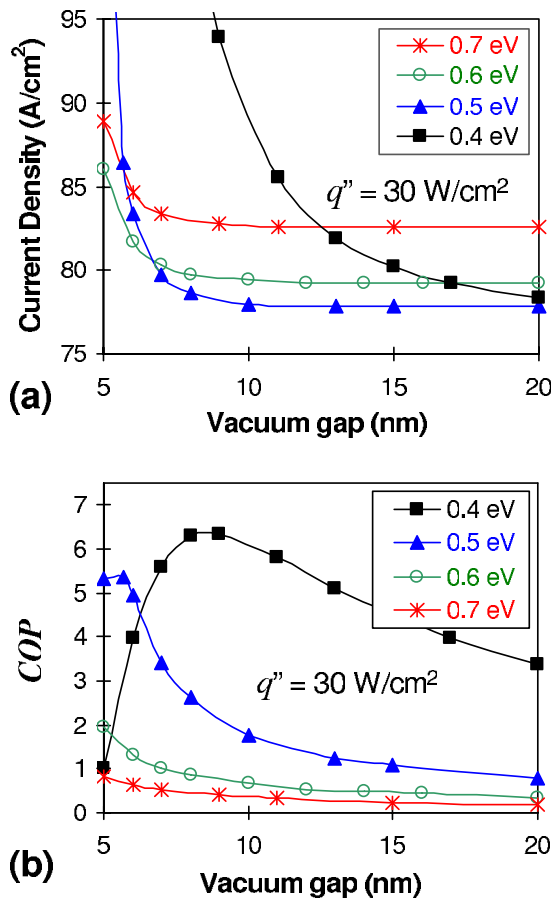 95
90
85
80
75
Current Density (A/cm²)
0.7 eV
0.6 eV
0.5 eV
0.4 eV
q" = 30 W/cm²
5
10
15
20
Vacuum gap (nm)
(a)
7
6
5
4
3
2
1
0
COP
0.4 eV
0.5 eV
0.6 eV
0.7 eV
q" = 30 W/cm²
5
10
15
20
Vacuum gap (nm)
(b)